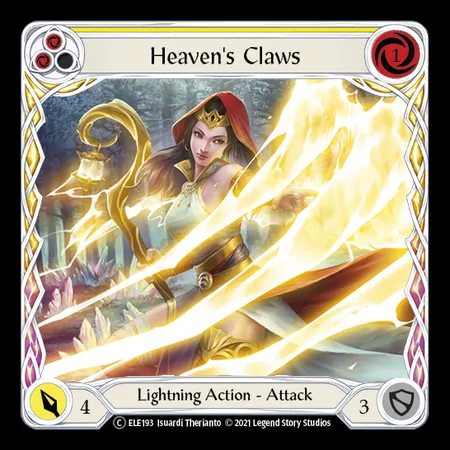 Heaven's Claws
1
Lightning Action - Attack
4
3
C ELE193 Isuardi Therianto © 2021 Legend Story Studios